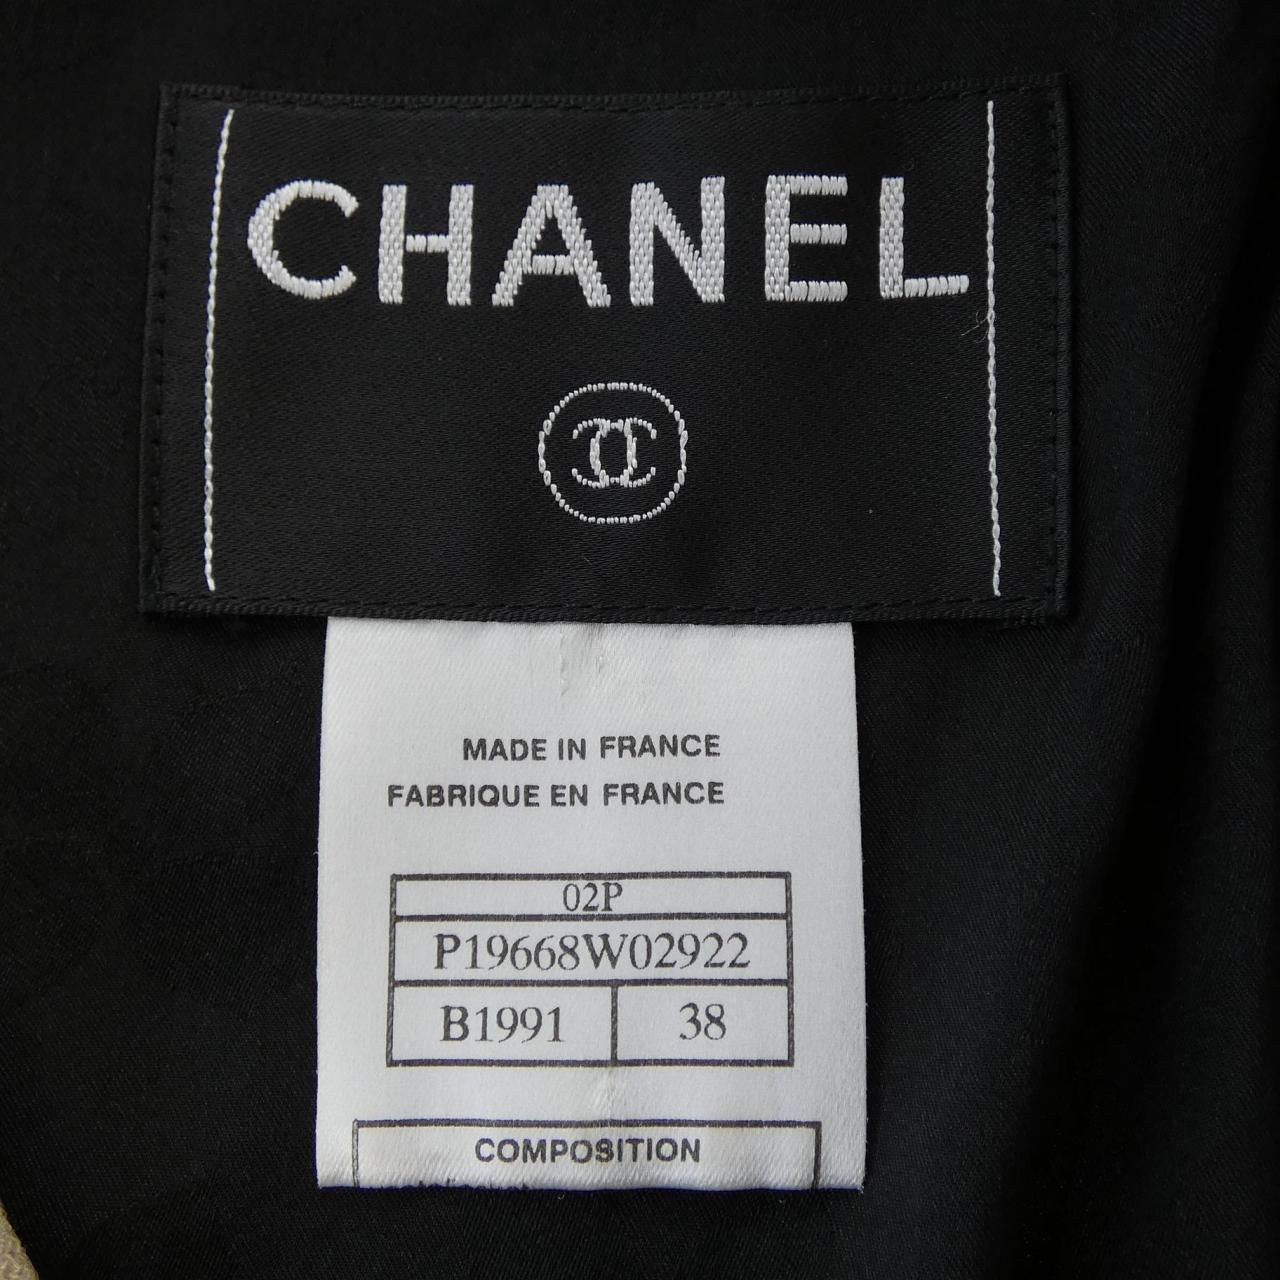 CHANEL
MADE IN FRANCE
FABRIQUE EN FRANCE
02P
P19668W02922
B1991 38
COMPOSITION